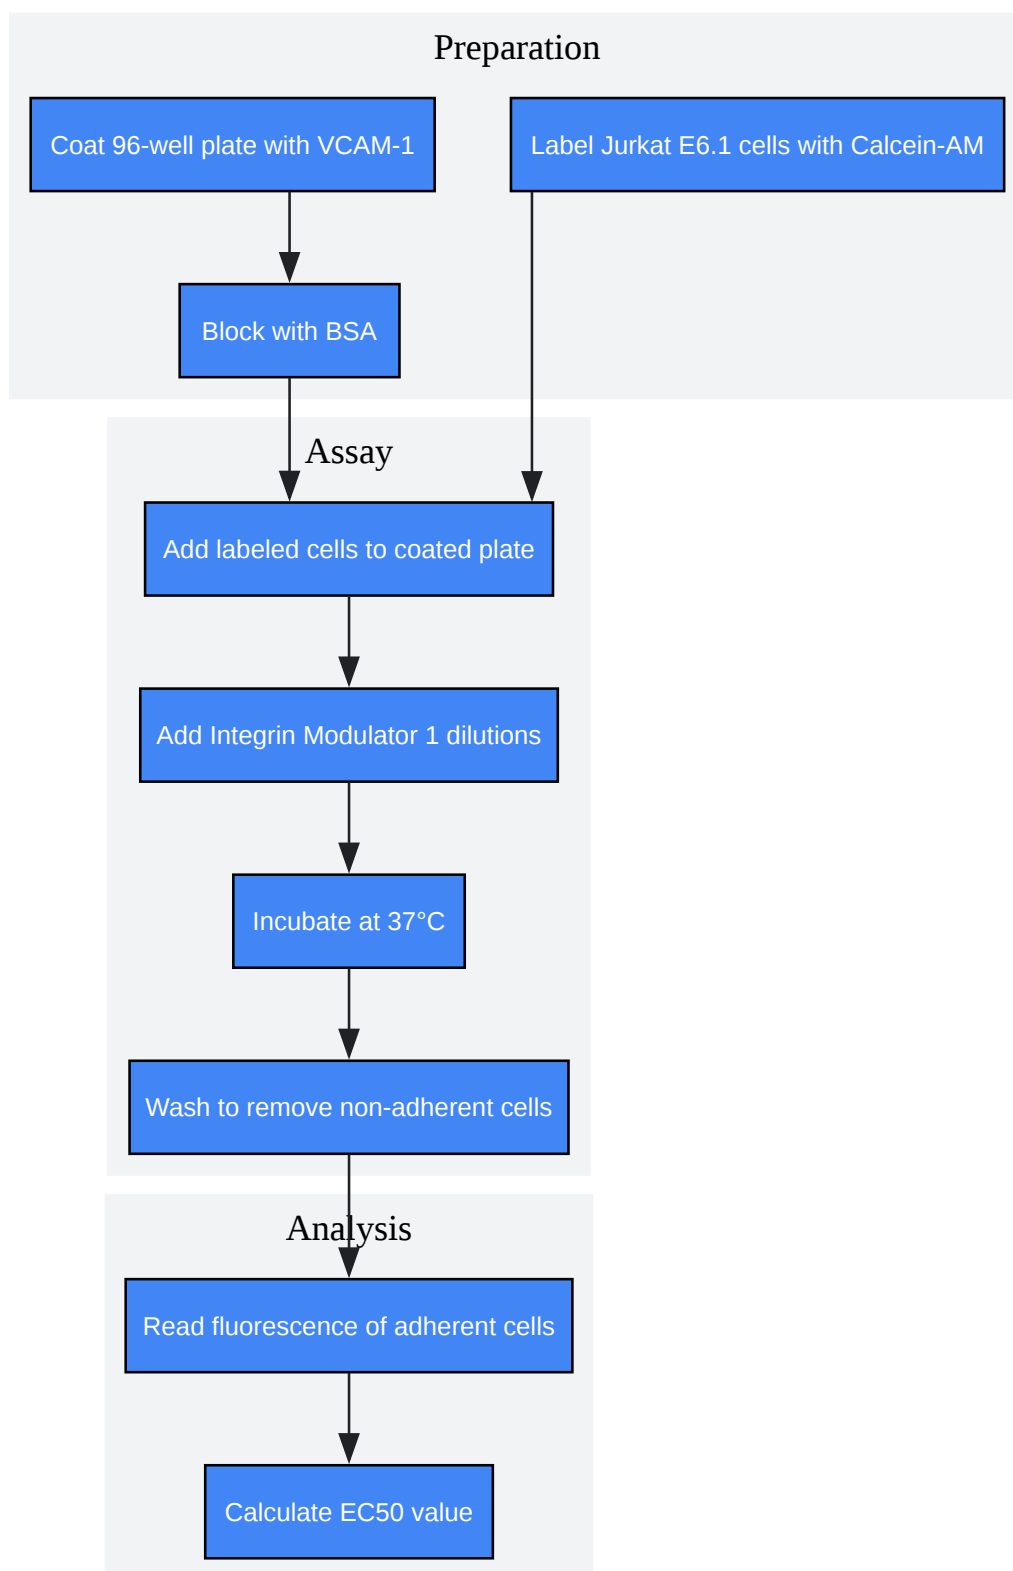 Preparation
Coat 96-well plate with VCAM-1
Label Jurkat E6.1 cells with Calcein-AM
Block with BSA
Assay
Add labeled cells to coated plate
Add Integrin Modulator 1 dilutions
Incubate at 37°C
Wash to remove non-adherent cells
Analysis
Read fluorescence of adherent cells
Calculate EC50 value